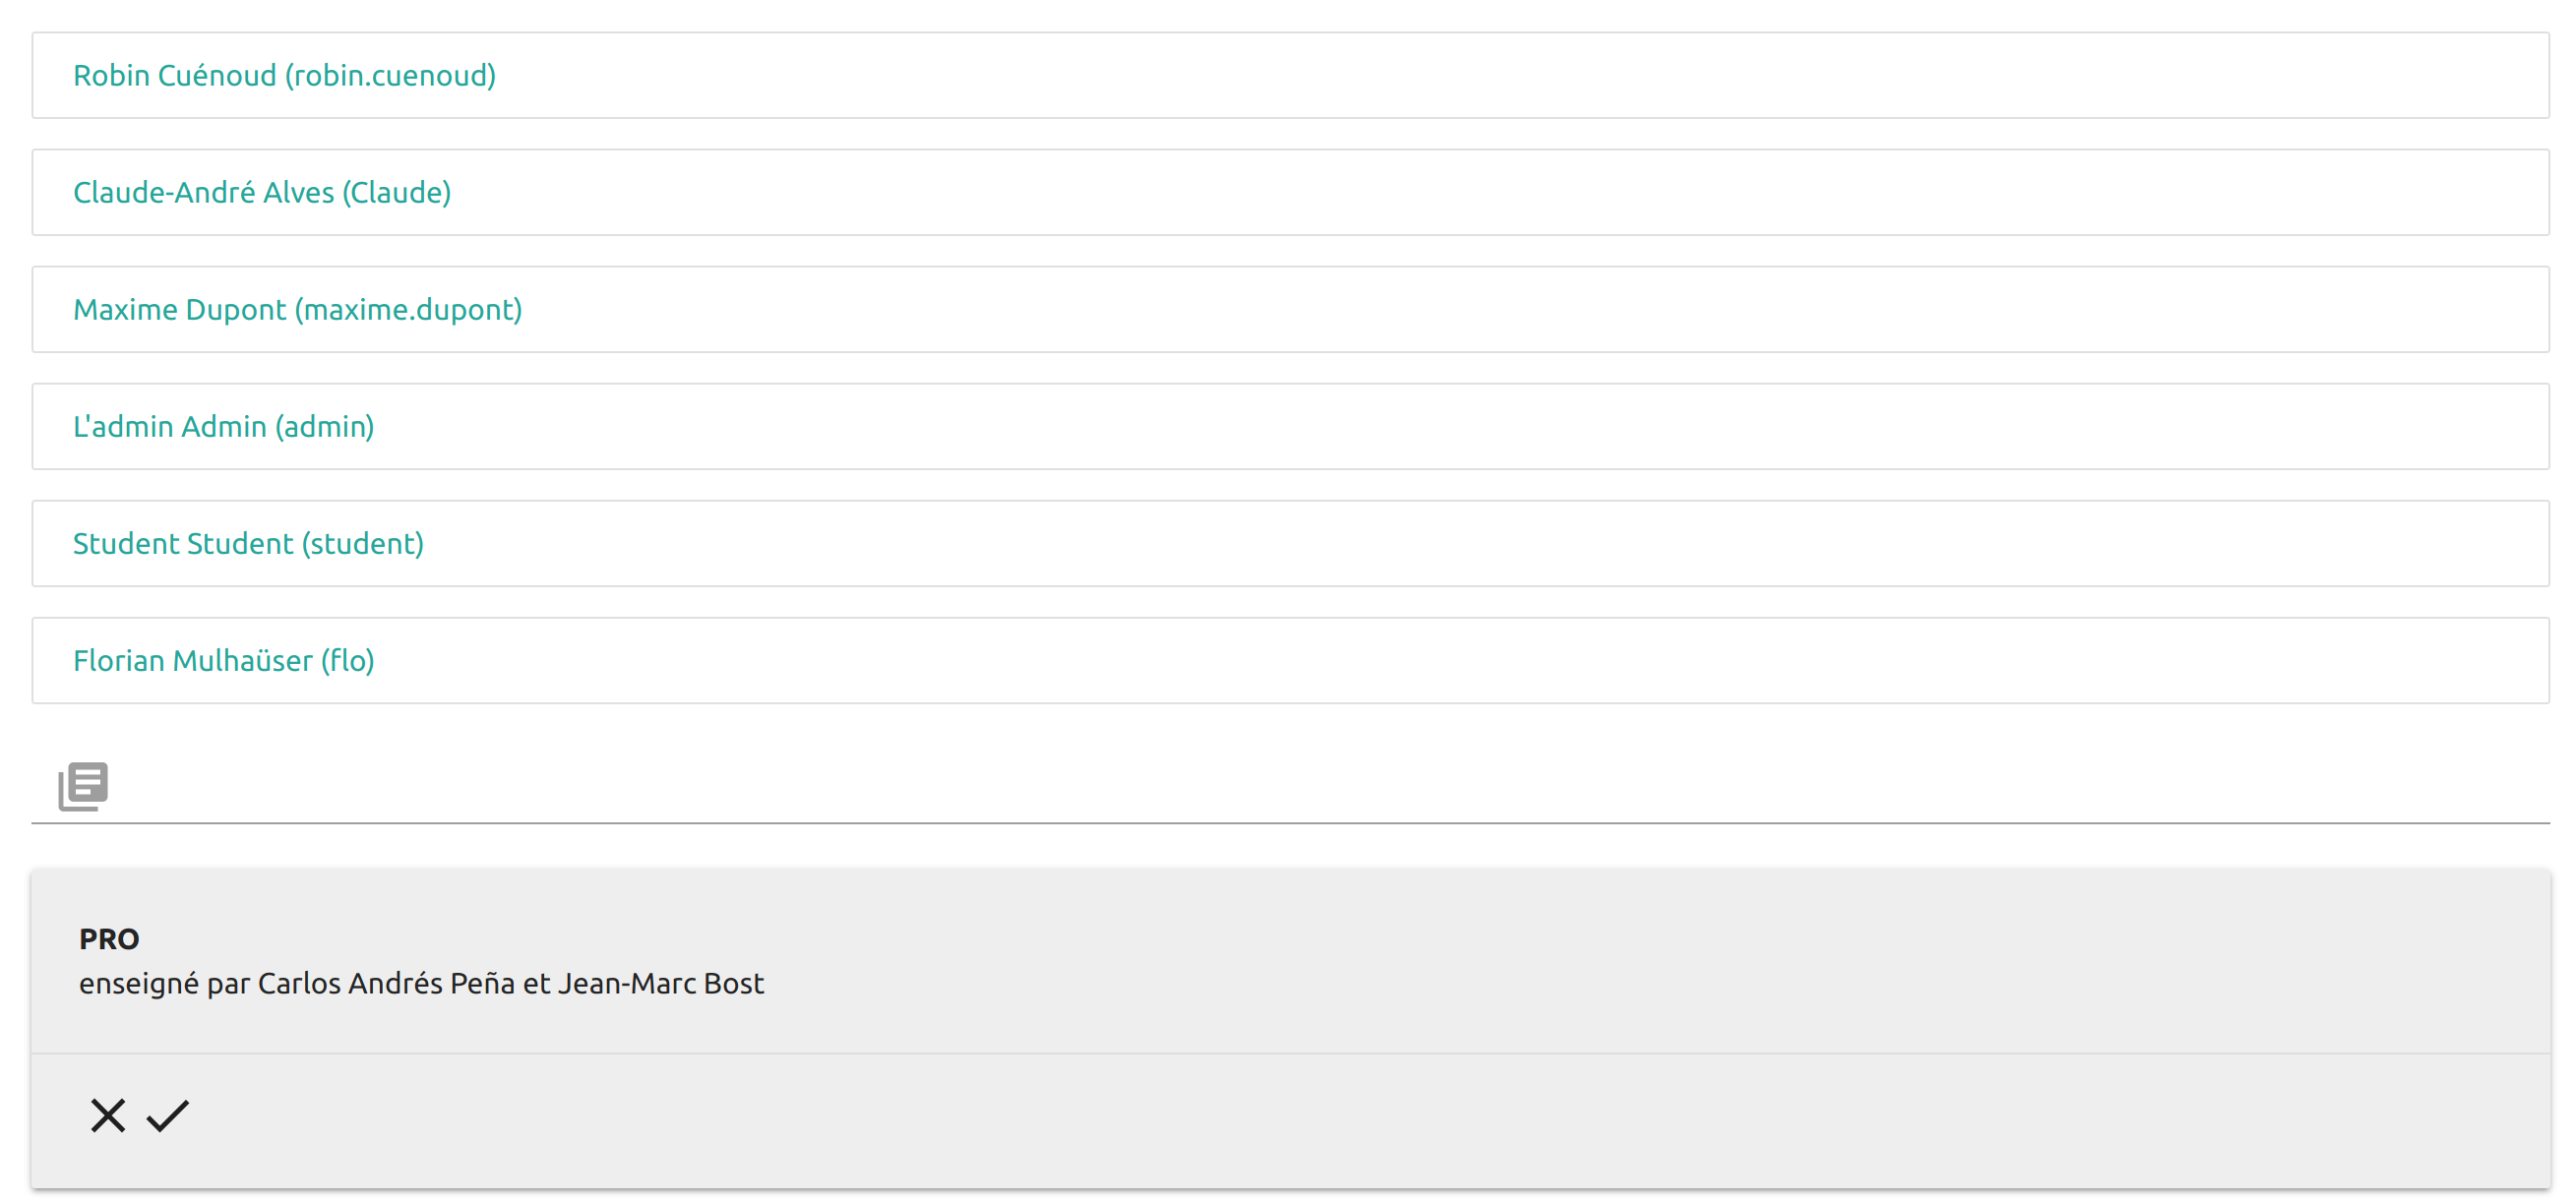 Robin Cuénoud (robin.cuenoud)
Claude-André Alves (Claude)
Maxime Dupont (maxime.dupont)
L'admin Admin (admin)
Student Student (student)
Florian Mulhaüser (flo)
PRO
enseigné par Carlos Andrés Peña et Jean-Marc Bost